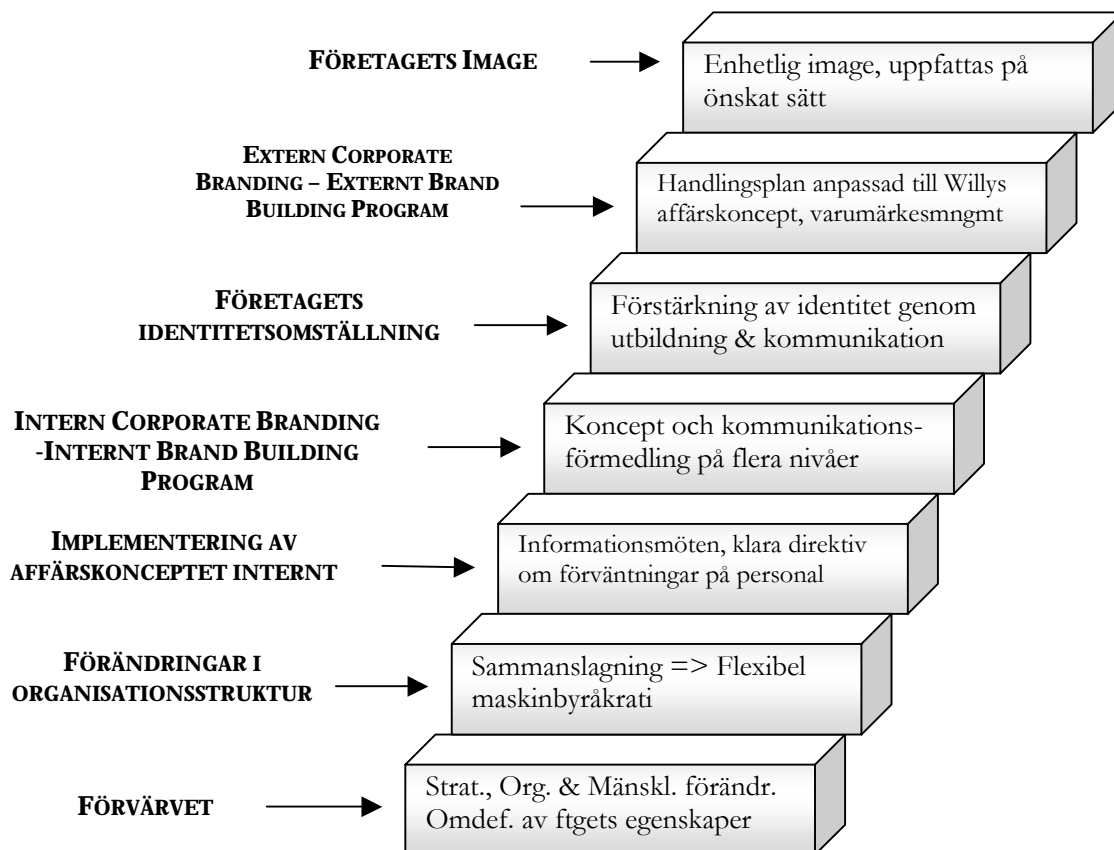 FÖRETAGETS IMAGE
Enhetlig image, uppfattas på
önskat sätt
EXTERN CORPORATE
BRANDING – EXTERNT BRAND
BUILDING PROGRAM
Handlingsplan anpassad till Willys
affärskoncept, varumärkesmngmt
FÖRETAGETS
IDENTITETSOMSTÄLLNING
Förstärkning av identitet genom
utbildning & kommunikation
INTERN CORPORATE BRANDING
-INTERNT BRAND BUILDING
PROGRAM
Koncept och kommunikations-
förmedling på flera nivåer
IMPLEMENTERING AV
AFFÄRSKONCEPTET INTERNT
Informationsmöten, klara direktiv
om förväntningar på personal
FÖRÄNDRINGAR I
ORGANISATIONSSTRUKTUR
Sammanslagning => Flexibel
maskinbyråkrati
FÖRVÄRVET
Strat., Org. & Mänskl. förändr.
Omdef. av ftgets egenskaper